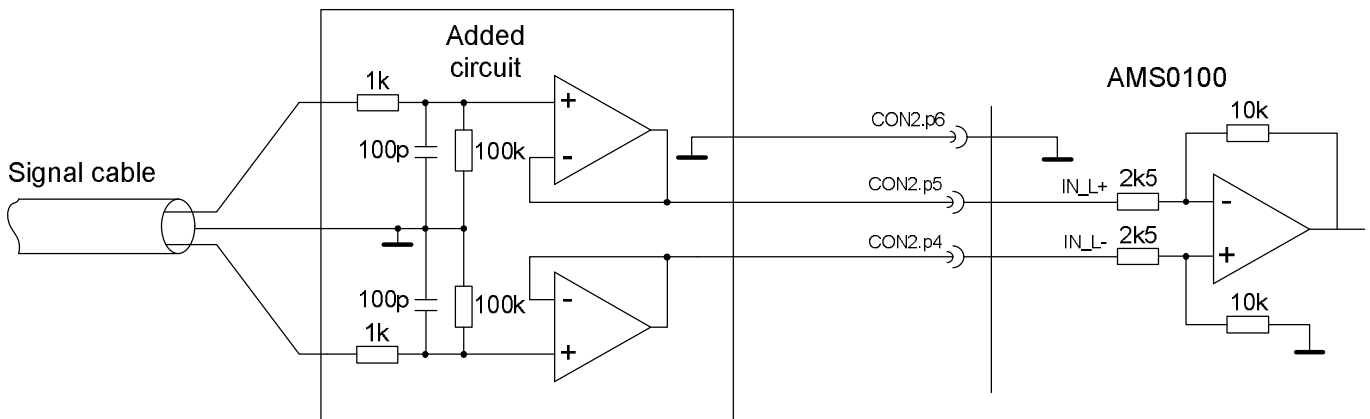 Added
circuit
AMS0100
1k
10k
CON2.p6
100p
100k
Signal cable
CON2.p5
IN_L+
2k5
+
-
-
+
CON2.p4
IN_L-
2k5
100p
100k
10k
1k
-
+